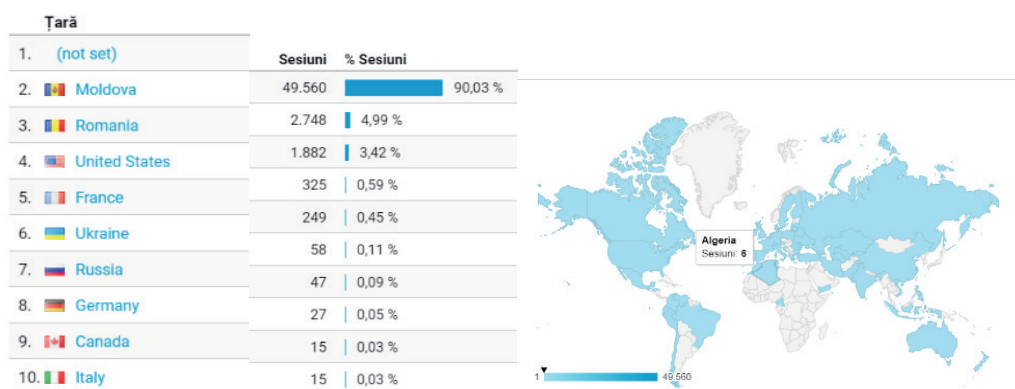 Țară
1. (not set)
2. Moldova
3. Romania
4. United States
5. France
6. Ukraine
7. Russia
8. Germany
9. Canada
10. Italy
Sesiuni % Sesiuni
49.560 90,03 %
2.748 4,99 %
1.882 3,42 %
325 0,59 %
249 0,45 %
58 0,11 %
47 0,09 %
27 0,05 %
15 0,03 %
15 0,03 %
Algeria
Sesiuni: 6
1 49.560